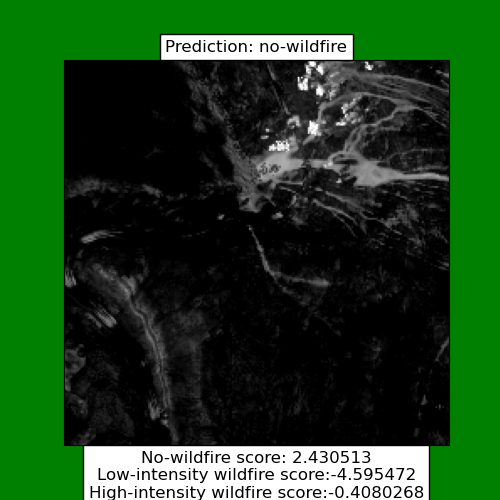 Prediction: no-wildfire
No-wildfire score: 2.430513
Low-intensity wildfire score:-4.595472
High-intensity wildfire score:-0.4080268